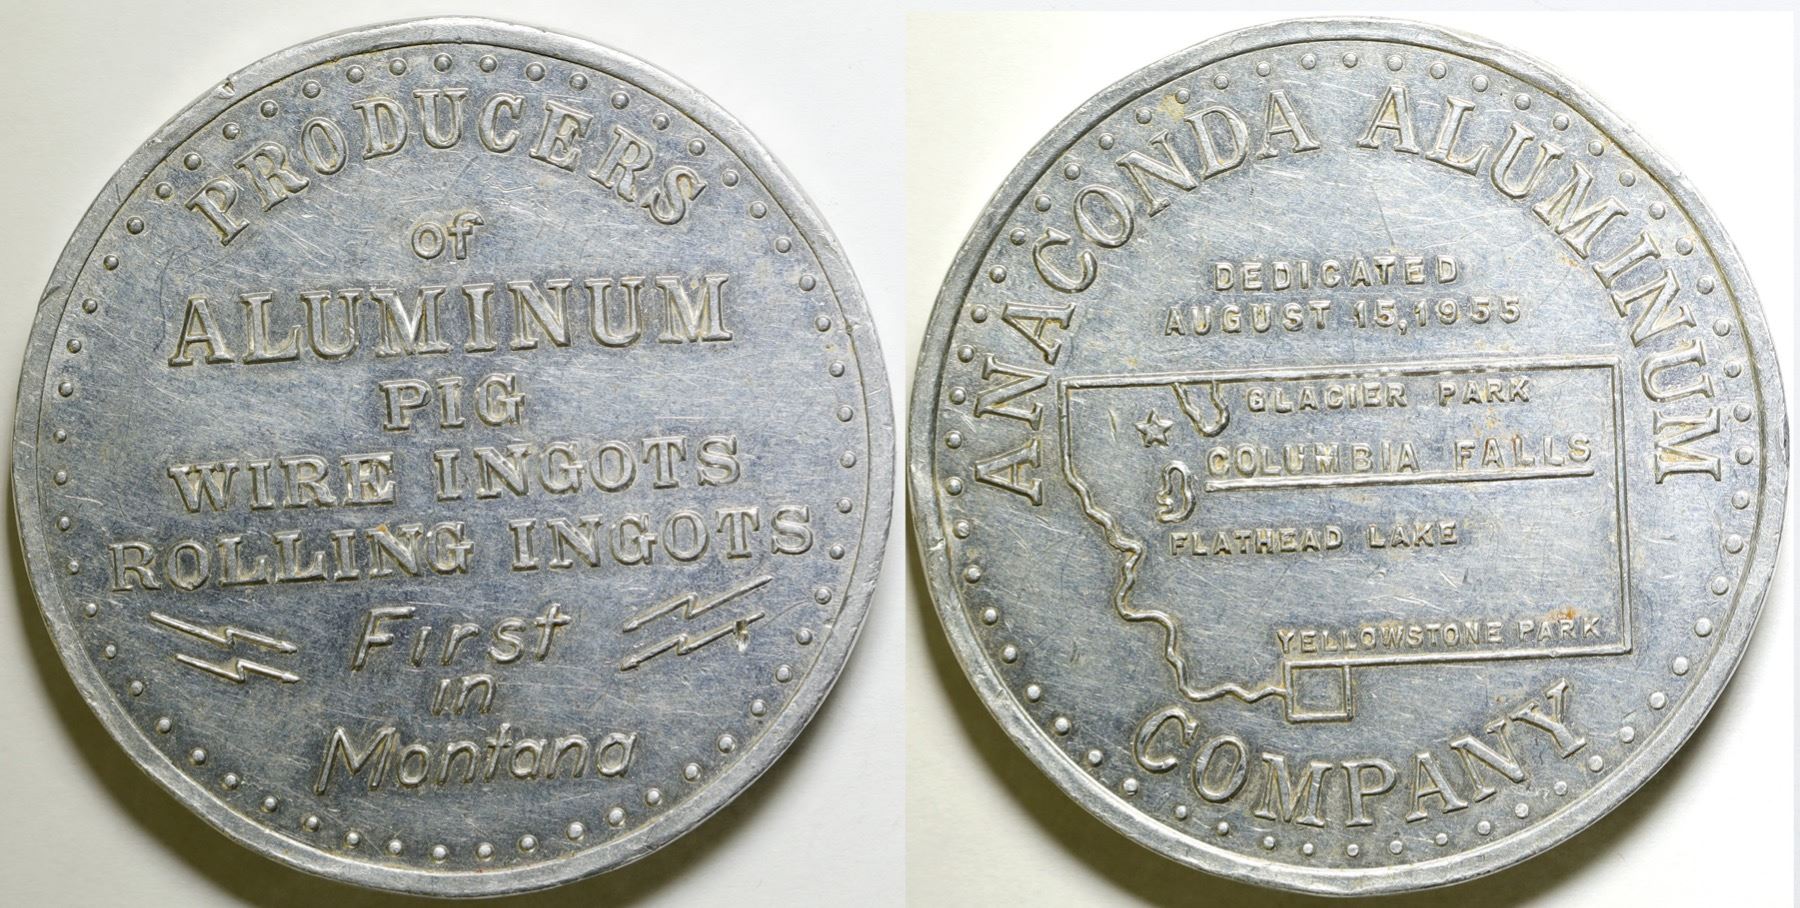 PRODUCERS
of
ALUMINUM
PIG
WIRE INGOTS
ROLLING INGOTS
First
in
Montana
ANACONDA ALUMINUM
DEDICATED
AUGUST 15, 1955
GLACIER PARK
COLUMBIA FALLS
FLATHEAD LAKE
YELLOWSTONE PARK
COMPANY